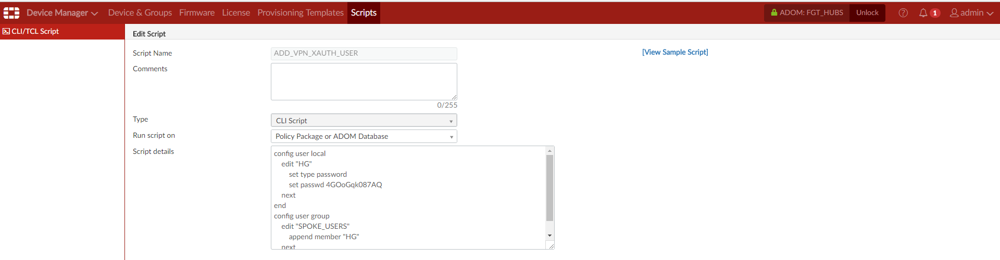 Device Manager Device & Groups Firmware License Provisioning Templates Scripts ADOM: FGT_HUBS Unlock ? 1 admin
CLI/TCL Script
Edit Script
Script Name ADD_VPN_XAUTH_USER [View Sample Script]
Comments
0/255
Type CLI Script
Run script on Policy Package or ADOM Database
Script details
config user local
edit "HG"
set type password
set passwd 4GOoGqk087AQ
next
end
config user group
edit "SPOKE_USERS"
append member "HG"
next